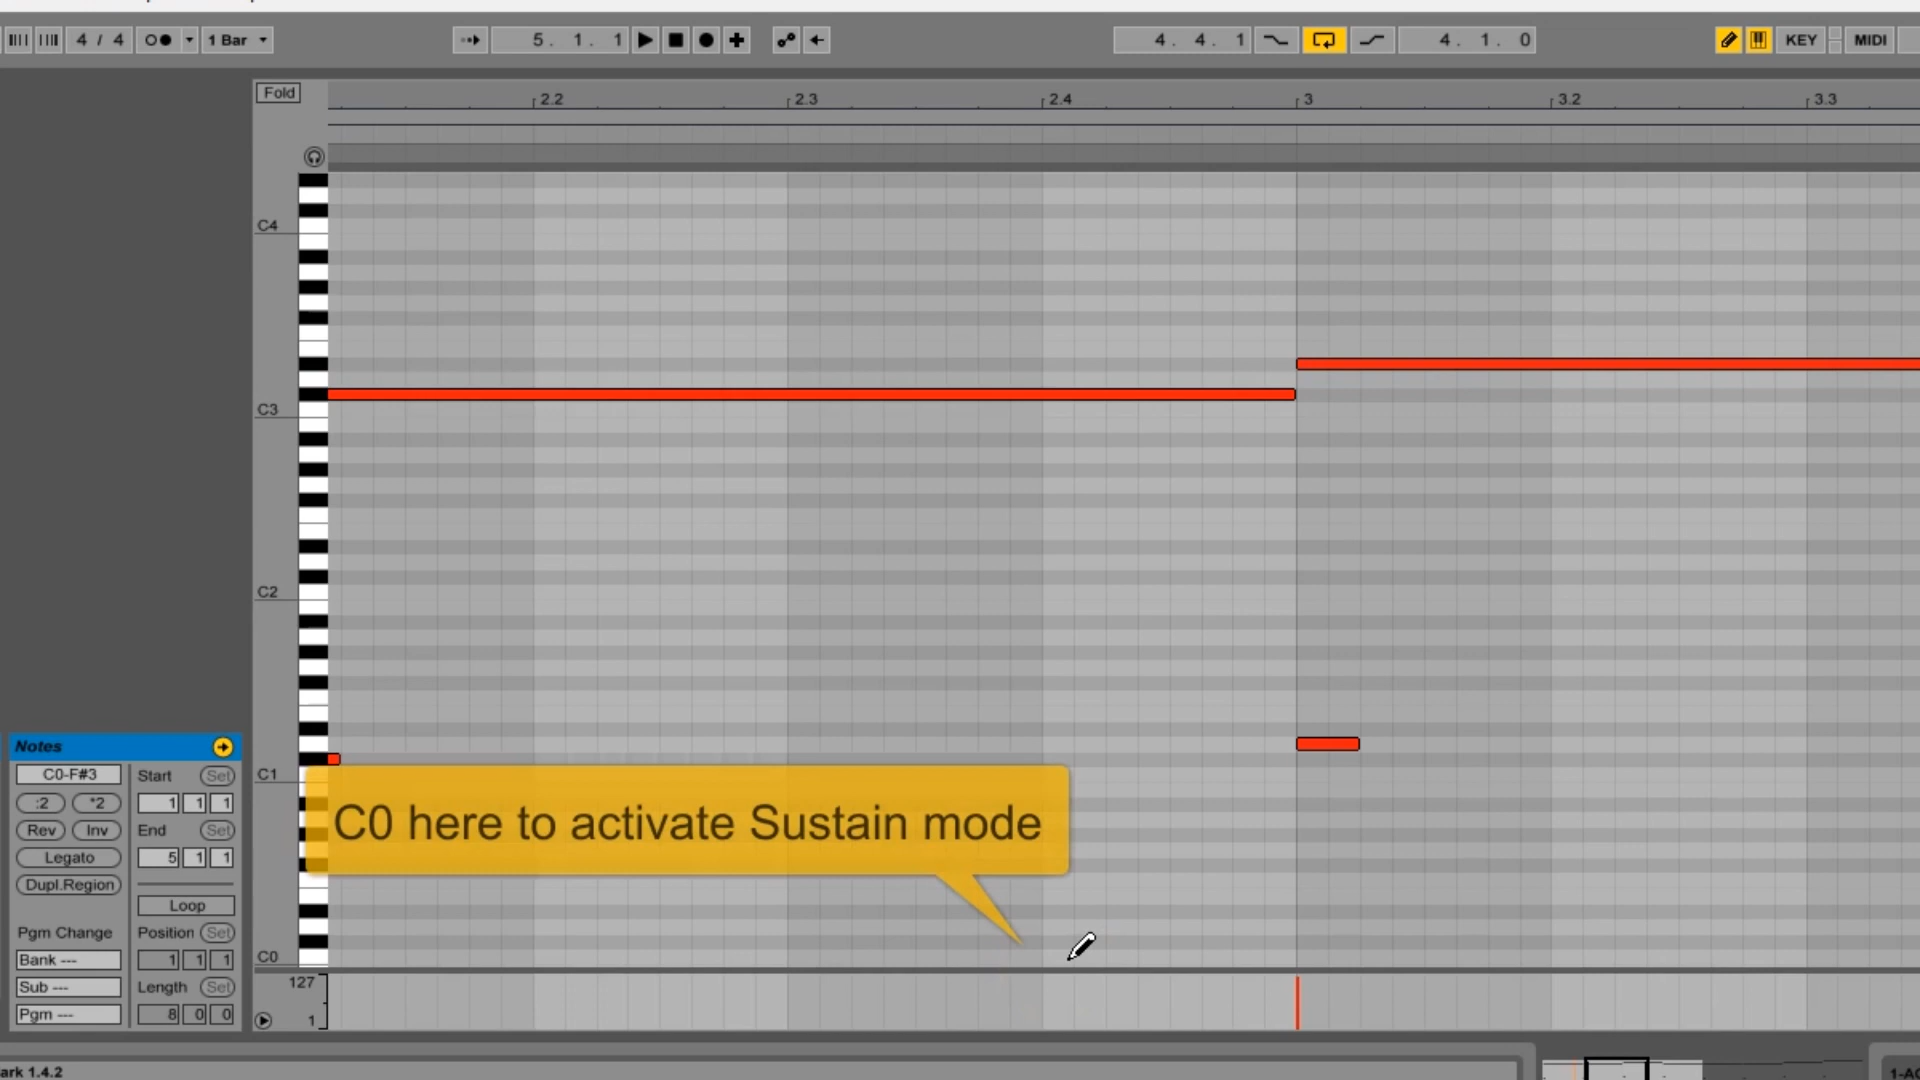 4 / 4
1 Bar
5. 1. 1
4. 4. 1
4. 1. 0
KEY
MIDI
Fold
2.2
2.3
2.4
3
3.2
3.3
C4
C3
C2
C1
C0
C0 here to activate Sustain mode
Notes
C0-F#3
Start
Set
:2
*2
1 1 1
Rev
Inv
End
Set
Legato
5 1 1
Dupl.Region
Loop
Pgm Change
Position
Set
Bank ---
1 1 1
Sub ---
Length
Set
Pgm ---
8 0 0
127
1
ark 1.4.2